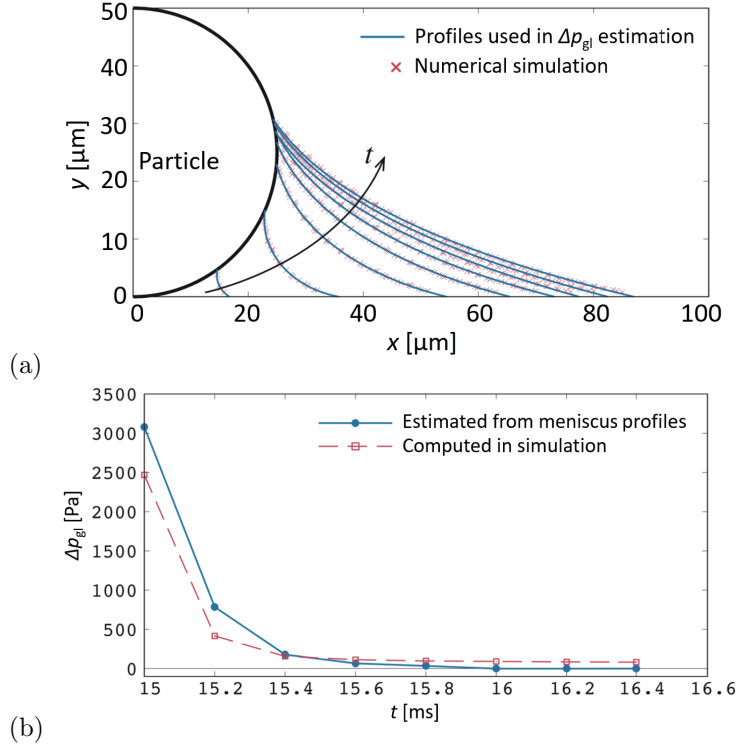 50
40
30
20
10
0
y [µm]
Profiles used in Δp_gl estimation
Numerical simulation
Particle
t
0
20
40
60
80
100
x [µm]
(a)
3500
3000
2500
2000
1500
1000
500
0
Δp_gl [Pa]
Estimated from meniscus profiles
Computed in simulation
15
15.2
15.4
15.6
15.8
16
16.2
16.4
16.6
t [ms]
(b)